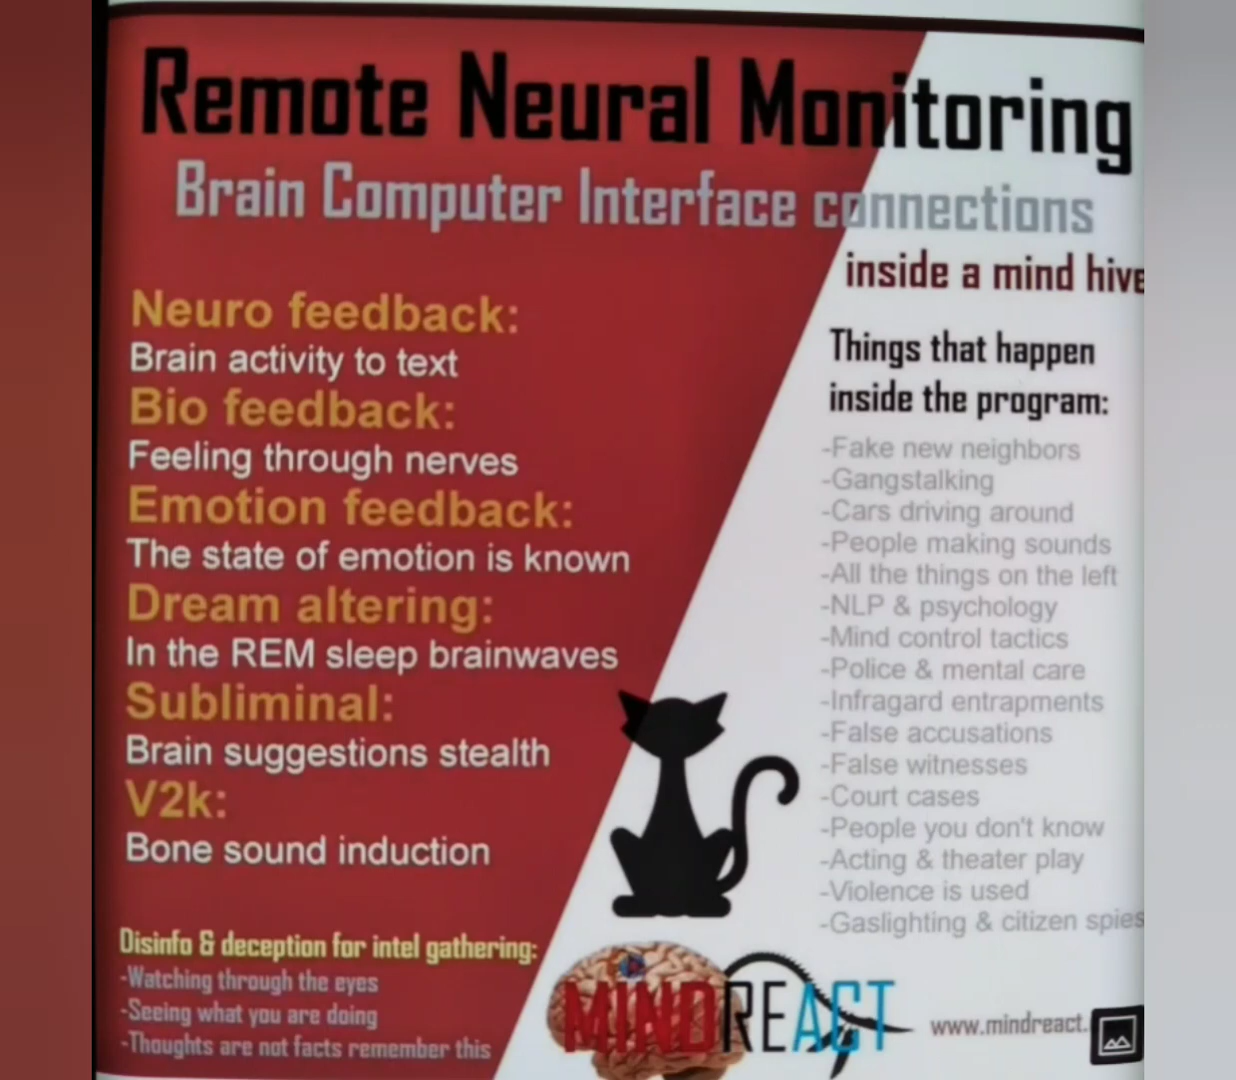 Remote Neural Monitoring
Brain Computer Interface connections
inside a mind hive
Neuro feedback:
Brain activity to text
Bio feedback:
Feeling through nerves
Emotion feedback:
The state of emotion is known
Dream altering:
In the REM sleep brainwaves
Subliminal:
Brain suggestions stealth
V2k:
Bone sound induction
Disinfo & deception for intel gathering:
-Watching through the eyes
-Seeing what you are doing
-Thoughts are not facts remember this
Things that happen
inside the program:
-Fake new neighbors
-Gangstalking
-Cars driving around
-People making sounds
-All the things on the left
-NLP & psychology
-Mind control tactics
-Police & mental care
-Infragard entrapments
-False accusations
-False witnesses
-Court cases
-People you don't know
-Acting & theater play
-Violence is used
-Gaslighting & citizen spies
MINDREACT
www.mindreact.